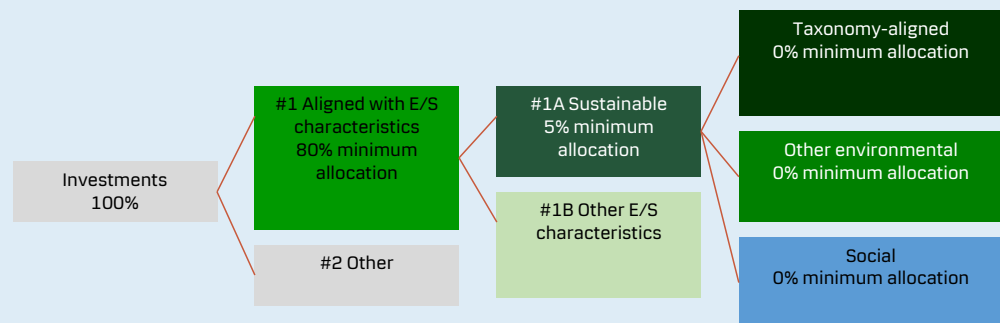 Investments
100%
#1 Aligned with E/S
characteristics
80% minimum
allocation
#2 Other
#1A Sustainable
5% minimum
allocation
#1B Other E/S
characteristics
Taxonomy-aligned
0% minimum allocation
Other environmental
0% minimum allocation
Social
0% minimum allocation